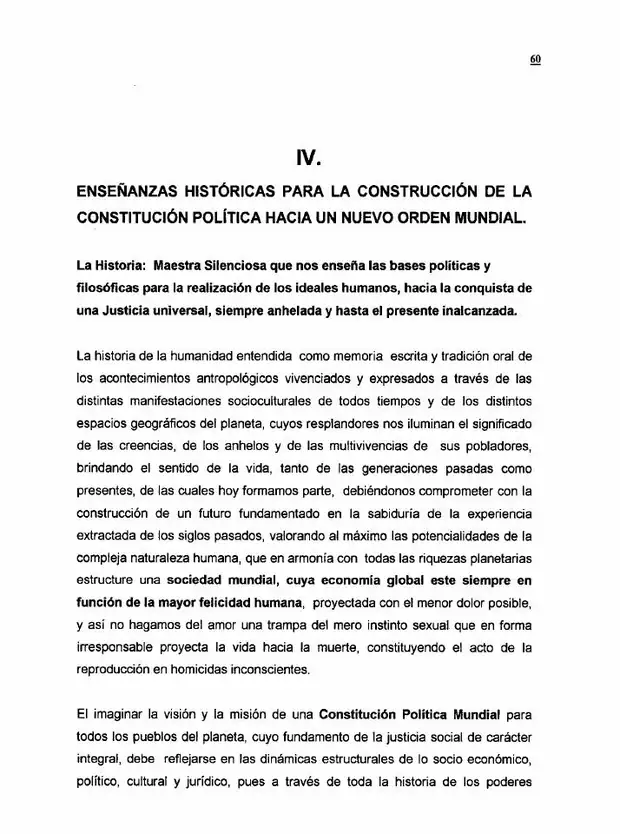 60
IV.
ENSEÑANZAS HISTÓRICAS PARA LA CONSTRUCCIÓN DE LA
CONSTITUCIÓN POLÍTICA HACIA UN NUEVO ORDEN MUNDIAL.
La Historia: Maestra Silenciosa que nos enseña las bases políticas y
filosóficas para la realización de los ideales humanos, hacia la conquista de
una Justicia universal, siempre anhelada y hasta el presente inalcanzada.
La historia de la humanidad entendida como memoria escrita y tradición oral de
los acontecimientos antropológicos vivenciados y expresados a través de las
distintas manifestaciones socioculturales de todos tiempos y de los distintos
espacios geográficos del planeta, cuyos resplandores nos iluminan el significado
de las creencias, de los anhelos y de las multivivencias de sus pobladores,
brindando el sentido de la vida, tanto de las generaciones pasadas como
presentes, de las cuales hoy formamos parte, debiéndonos comprometer con la
construcción de un futuro fundamentado en la sabiduría de la experiencia
extractada de los siglos pasados, valorando al máximo las potencialidades de la
compleja naturaleza humana, que en armonía con todas las riquezas planetarias
estructure una sociedad mundial, cuya economía global este siempre en
función de la mayor felicidad humana, proyectada con el menor dolor posible,
y así no hagamos del amor una trampa del mero instinto sexual que en forma
irresponsable proyecta la vida hacia la muerte, constituyendo el acto de la
reproducción en homicidas inconscientes.
El imaginar la visión y la misión de una Constitución Política Mundial para
todos los pueblos del planeta, cuyo fundamento de la justicia social de carácter
integral, debe reflejarse en las dinámicas estructurales de lo socio económico,
político, cultural y jurídico, pues a través de toda la historia de los poderes